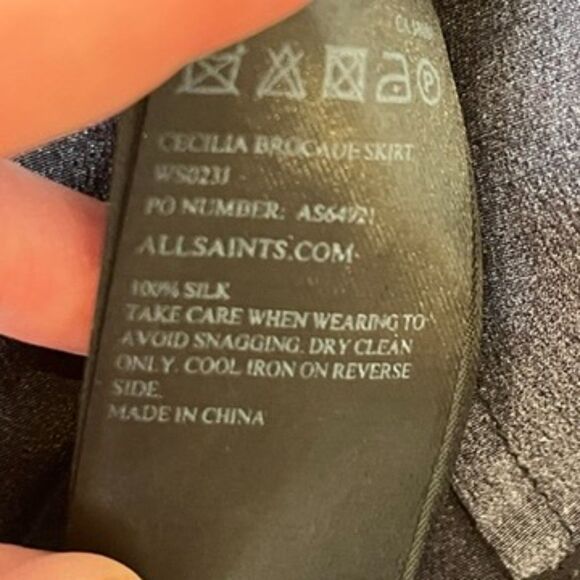 CECILIA BROCADE SKIRT
WS0231
PO NUMBER:
ALLSAINTS.COM
100% SILK
TAKE CARE WHEN WEARING TO
AVOID SNAGGING. DRY CLEAN
ONLY. COOL IRON ON REVERSE
SIDE.
MADE IN CHINA